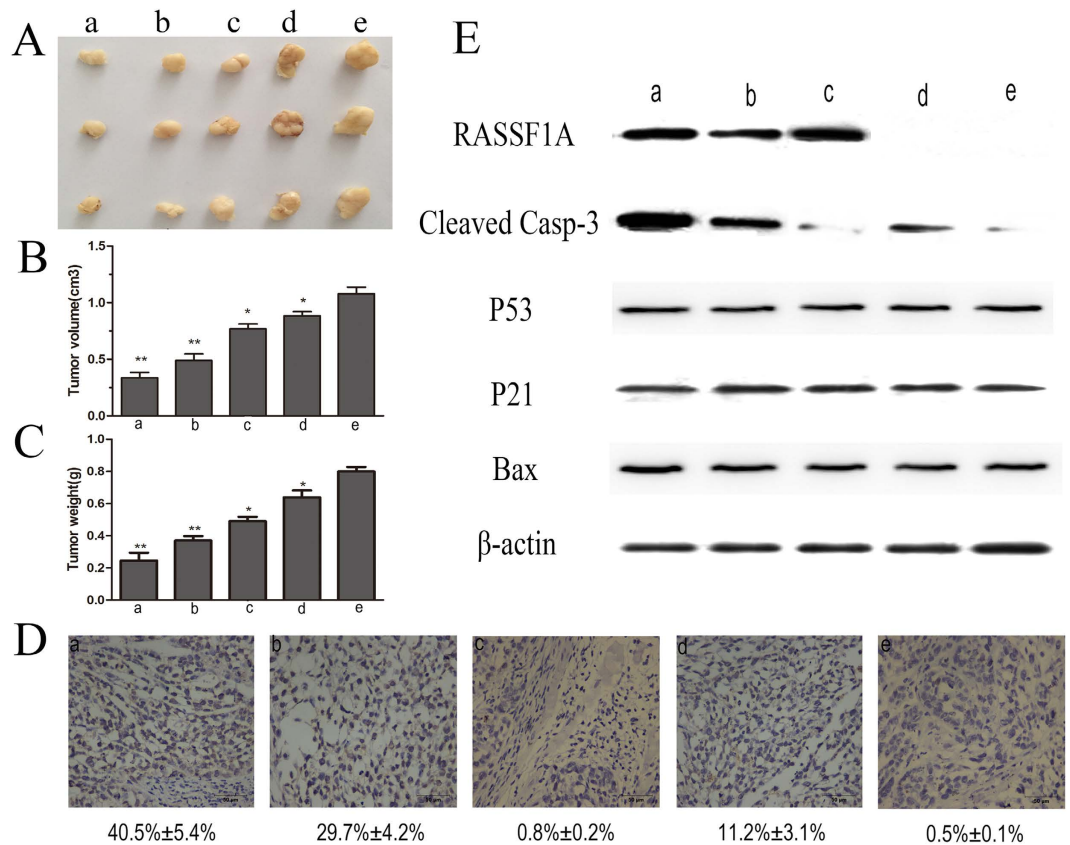 A
a b c d e
B
Tumor volume(cm3)
1.5
1.0
0.5
0.0
**
**
*
*
a b c d e
C
Tumor weight(g)
1.0
0.8
0.6
0.4
0.2
0.0
**
**
*
*
a b c d e
D
a b c d e
40.5%±5.4% 29.7%±4.2% 0.8%±0.2% 11.2%±3.1% 0.5%±0.1%
E
a b c d e
RASSF1A
Cleaved Casp-3
P53
P21
Bax
β-actin